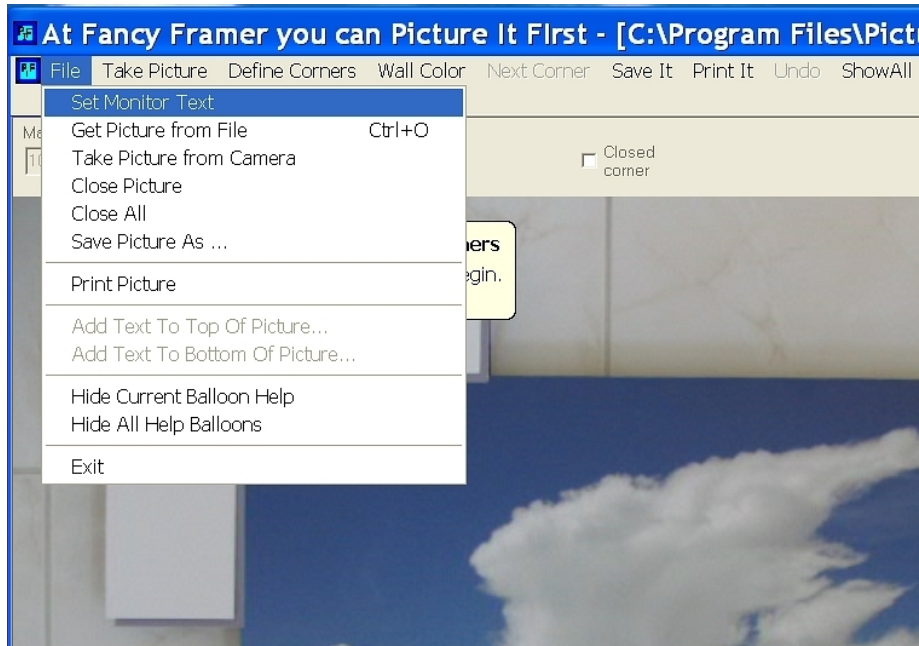 At Fancy Framer you can Picture It FIrst - [C:\Program Files\Pict
File Take Picture Define Corners Wall Color Next Corner Save It Print It Undo ShowAll
Set Monitor Text
Get Picture from File Ctrl+O
Take Picture from Camera
Close Picture
Close All
Save Picture As ...
Print Picture
Add Text To Top Of Picture...
Add Text To Bottom Of Picture...
Hide Current Balloon Help
Hide All Help Balloons
Exit
Closed
corner